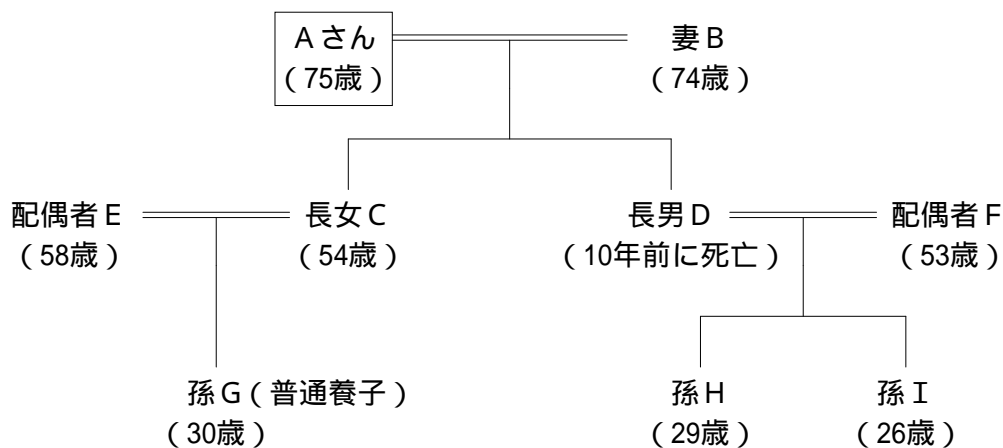 Aさん 妻B
（75歳） （74歳）
配偶者E 長女C 長男D 配偶者F
（58歳） （54歳） （10年前に死亡） （53歳）
孫G（普通養子） 孫H 孫I
（30歳） （29歳） （26歳）